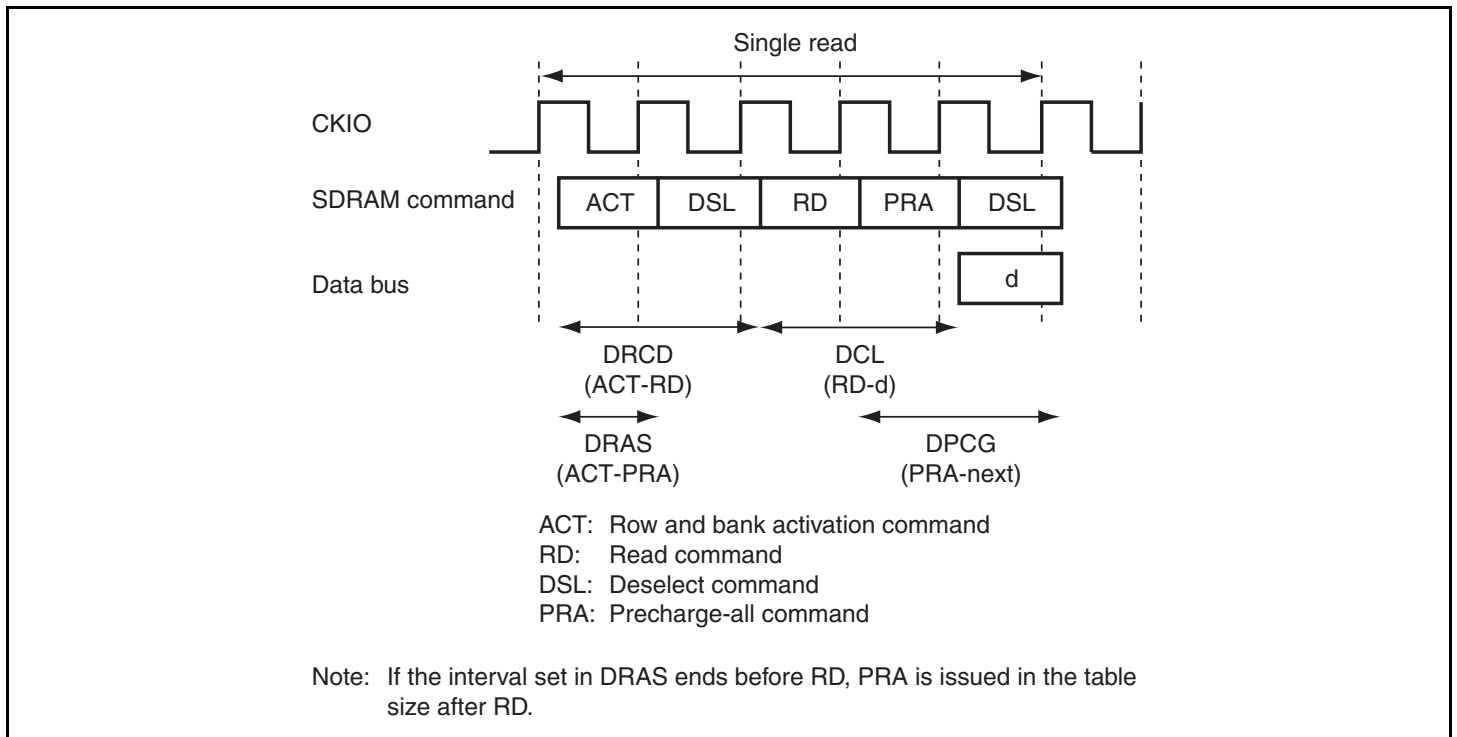 Single read
CKIO
SDRAM command
ACT DSL RD PRA DSL
Data bus
d
DRCD
(ACT-RD)
DCL
(RD-d)
DRAS
(ACT-PRA)
DPCG
(PRA-next)
ACT: Row and bank activation command
RD: Read command
DSL: Deselect command
PRA: Precharge-all command
Note: If the interval set in DRAS ends before RD, PRA is issued in the table
size after RD.